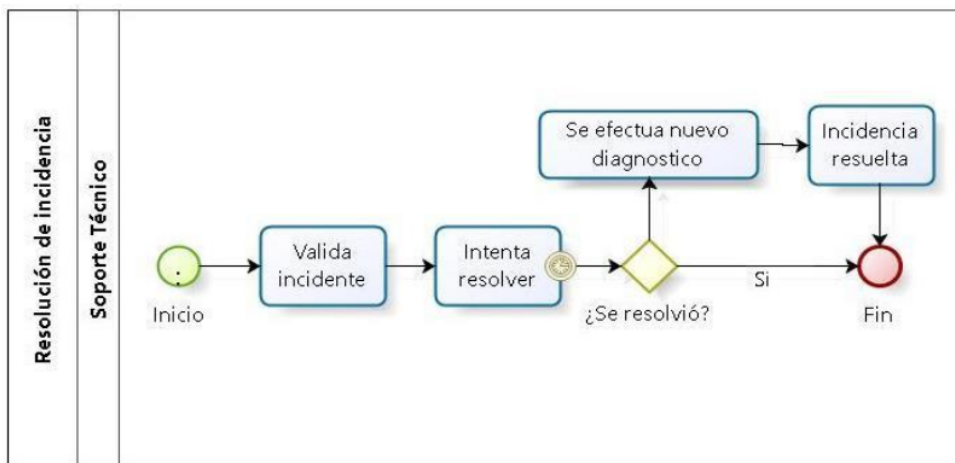 Resolución de incidencia
Soporte Técnico
Inicio
Valida
incidente
Intenta
resolver
¿Se resolvió?
Se efectua nuevo
diagnostico
Incidencia
resuelta
Si
Fin